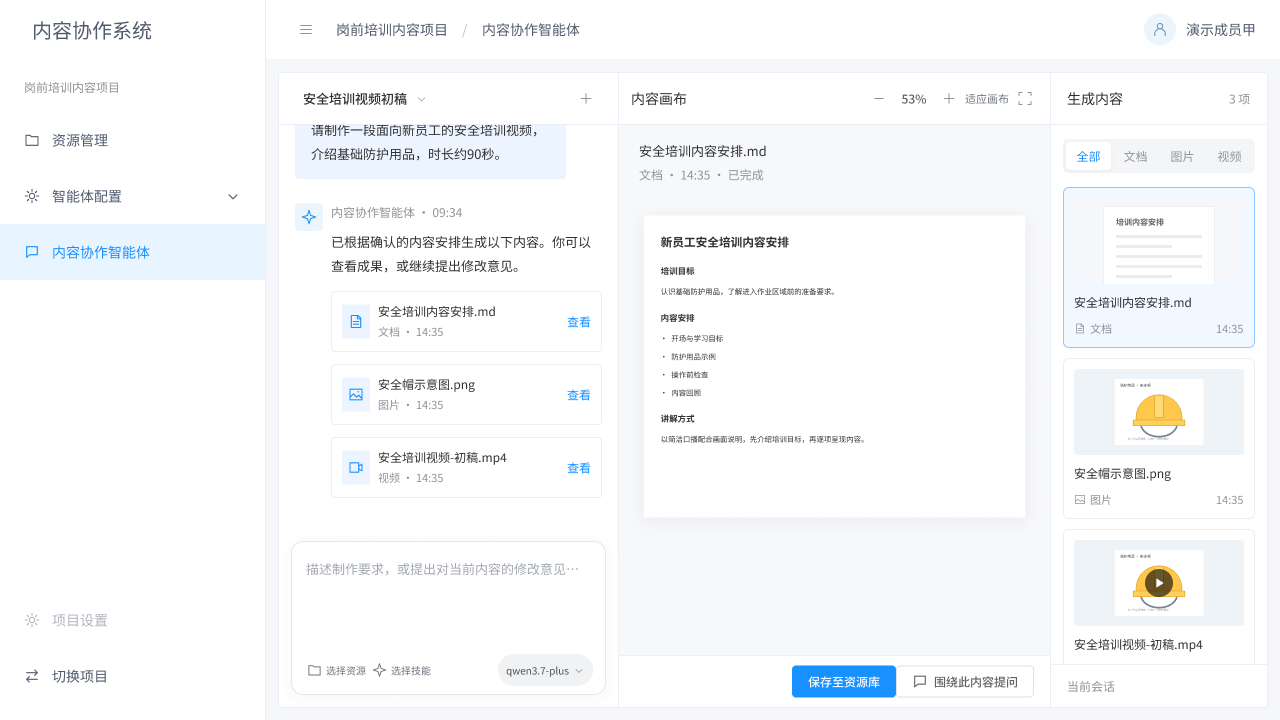 内容协作系统
岗前培训内容项目
资源管理
智能体配置
内容协作智能体
项目设置
切换项目
岗前培训内容项目 / 内容协作智能体
演示成员甲
安全培训视频初稿
请制作一段面向新员工的安全培训视频，
介绍基础防护用品，时长约90秒。
内容协作智能体 · 09:34
已根据确认的内容安排生成以下内容。你可以
查看成果，或继续提出修改意见。
安全培训内容安排.md
文档 · 14:35
查看
安全帽示意图.png
图片 · 14:35
查看
安全培训视频-初稿.mp4
视频 · 14:35
查看
描述制作要求，或提出对当前内容的修改意见…
选择资源
选择技能
qwen3.7-plus
内容画布
53%
适应画布
安全培训内容安排.md
文档 · 14:35 · 已完成
新员工安全培训内容安排
培训目标
认识基础防护用品，了解进入作业区域前的准备要求。
内容安排
· 开场与学习目标
· 防护用品示例
· 操作前检查
· 内容回顾
讲解方式
以简洁口播配合画面说明，先介绍培训目标，再逐项呈现内容。
保存至资源库
围绕此内容提问
生成内容
3 项
全部
文档
图片
视频
培训内容安排
安全培训内容安排.md
文档
14:35
安全帽示意图.png
图片
14:35
安全培训视频-初稿.mp4
当前会话